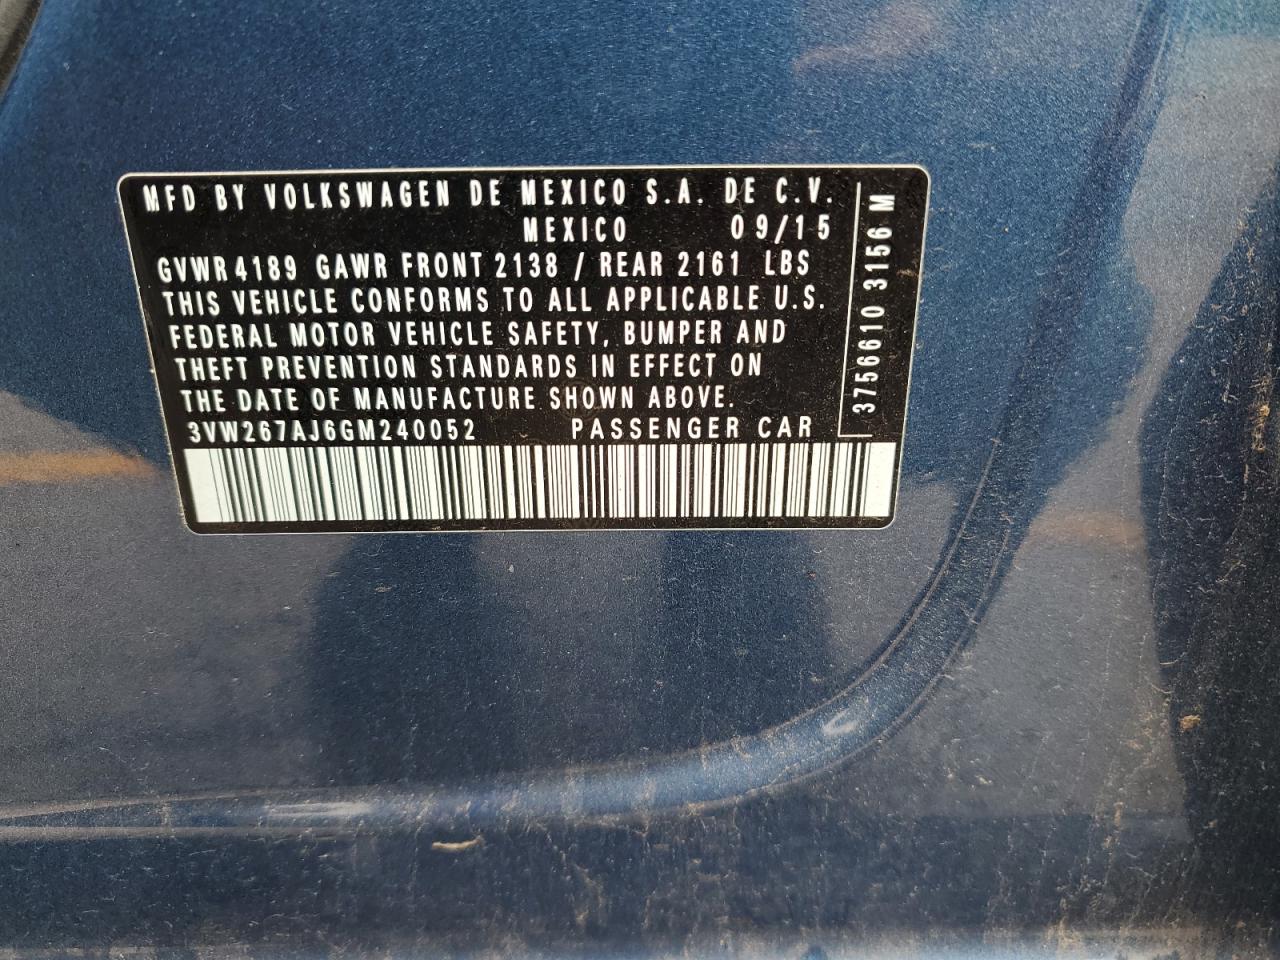 MFD BY VOLKSWAGEN DE MEXICO S.A. DE C.V.
MEXICO 09/15
GVWR 4189 GAWR FRONT 2138 / REAR 2161 LBS
THIS VEHICLE CONFORMS TO ALL APPLICABLE U.S.
FEDERAL MOTOR VEHICLE SAFETY, BUMPER AND
THEFT PREVENTION STANDARDS IN EFFECT ON
THE DATE OF MANUFACTURE SHOWN ABOVE.
3VW267AJ6GM240052 PASSENGER CAR
3756610 3156 M